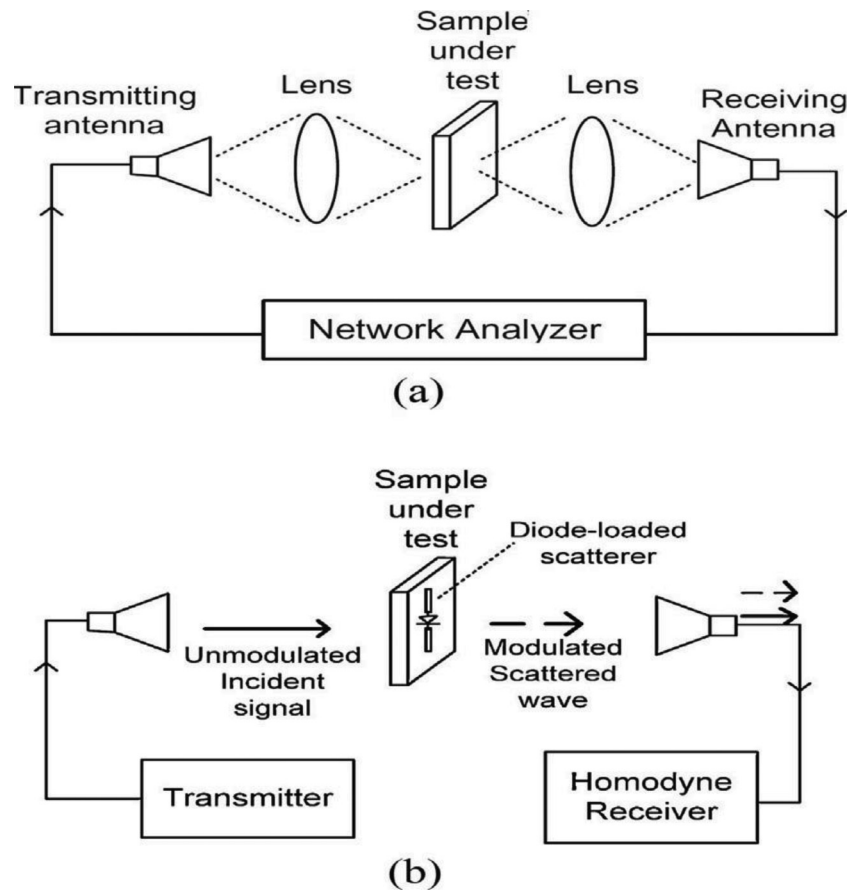 Sample
under
test
Lens
Lens
Transmitting
antenna
Receiving
Antenna
Network Analyzer
(a)
Sample
under
test
Diode-loaded
scatterer
Unmodulated
Incident
signal
Modulated
Scattered
wave
Transmitter
Homodyne
Receiver
(b)